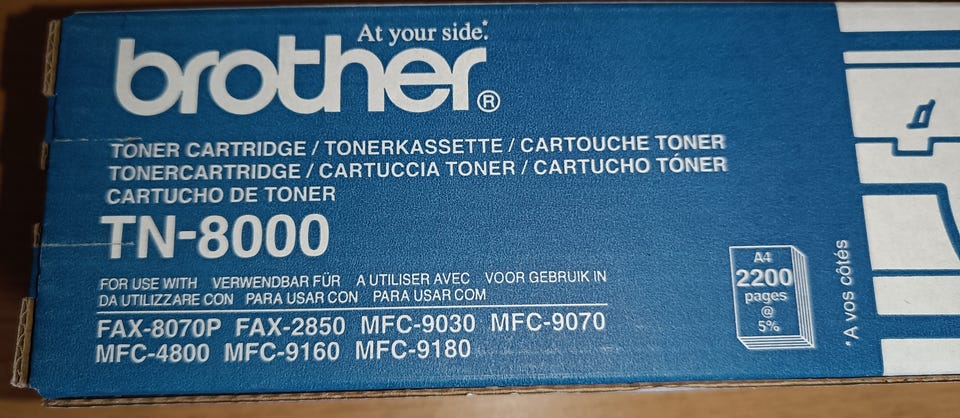 At your side.*
brother®
TONER CARTRIDGE / TONERKASSETTE / CARTOUCHE TONER
TONERCARTRIDGE / CARTUCCIA TONER / CARTUCHO TÓNER
CARTUCHO DE TONER
TN-8000
FOR USE WITH VERWENDBAR FÜR A UTILISER AVEC VOOR GEBRUIK IN
DA UTILIZZARE CON PARA USAR CON PARA USAR COM
FAX-8070P FAX-2850 MFC-9030 MFC-9070
MFC-4800 MFC-9160 MFC-9180
A4
2200
pages
@
5%
*A vos côtés